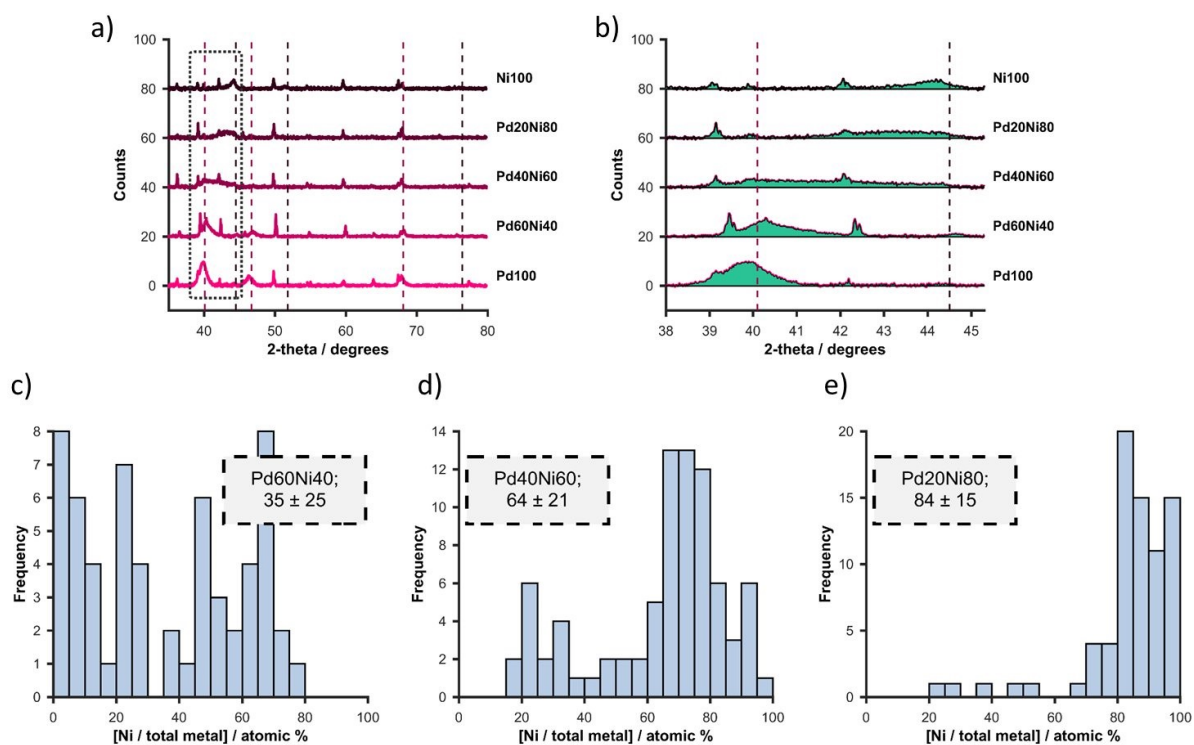 a)
100
80
60
40
20
0
Counts
Ni100
Pd20Ni80
Pd40Ni60
Pd60Ni40
Pd100
40 50 60 70 80
2-theta / degrees
b)
100
80
60
40
20
0
Counts
Ni100
Pd20Ni80
Pd40Ni60
Pd60Ni40
Pd100
38 39 40 41 42 43 44 45
2-theta / degrees
c)
8
7
6
5
4
3
2
1
0
Frequency
Pd60Ni40;
35 ± 25
0 20 40 60 80 100
[Ni / total metal] / atomic %
d)
14
12
10
8
6
4
2
0
Frequency
Pd40Ni60;
64 ± 21
0 20 40 60 80 100
[Ni / total metal] / atomic %
e)
20
15
10
5
0
Frequency
Pd20Ni80;
84 ± 15
0 20 40 60 80 100
[Ni / total metal] / atomic %